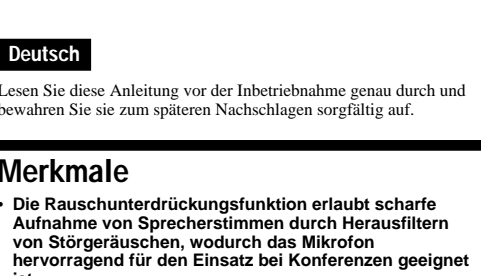 Deutsch
Lesen Sie diese Anleitung vor der Inbetriebnahme genau durch und
bewahren Sie sie zum späteren Nachschlagen sorgfältig auf.
Merkmale
• Die Rauschunterdrückungsfunktion erlaubt scharfe
Aufnahme von Sprecherstimmen durch Herausfiltern
von Störgeräuschen, wodurch das Mikrofon
hervorragend für den Einsatz bei Konferenzen geeignet
ist.